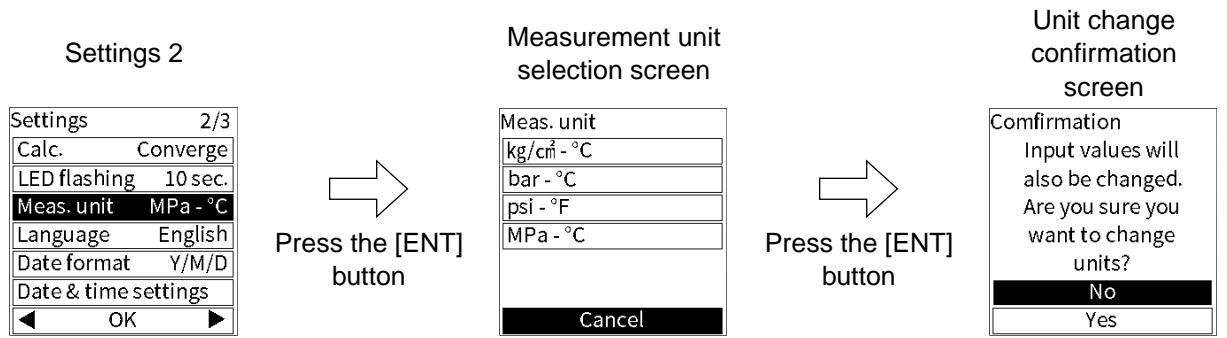 Settings 2
Settings 2/3
Calc. Converge
LED flashing 10 sec.
Meas. unit MPa - °C
Language English
Date format Y/M/D
Date & time settings
◀ OK ▶
Press the [ENT]
button
Measurement unit
selection screen
Meas. unit
kg/c㎡ - °C
bar - °C
psi - °F
MPa - °C
Cancel
Press the [ENT]
button
Unit change
confirmation
screen
Comfirmation
Input values will
also be changed.
Are you sure you
want to change
units?
No
Yes